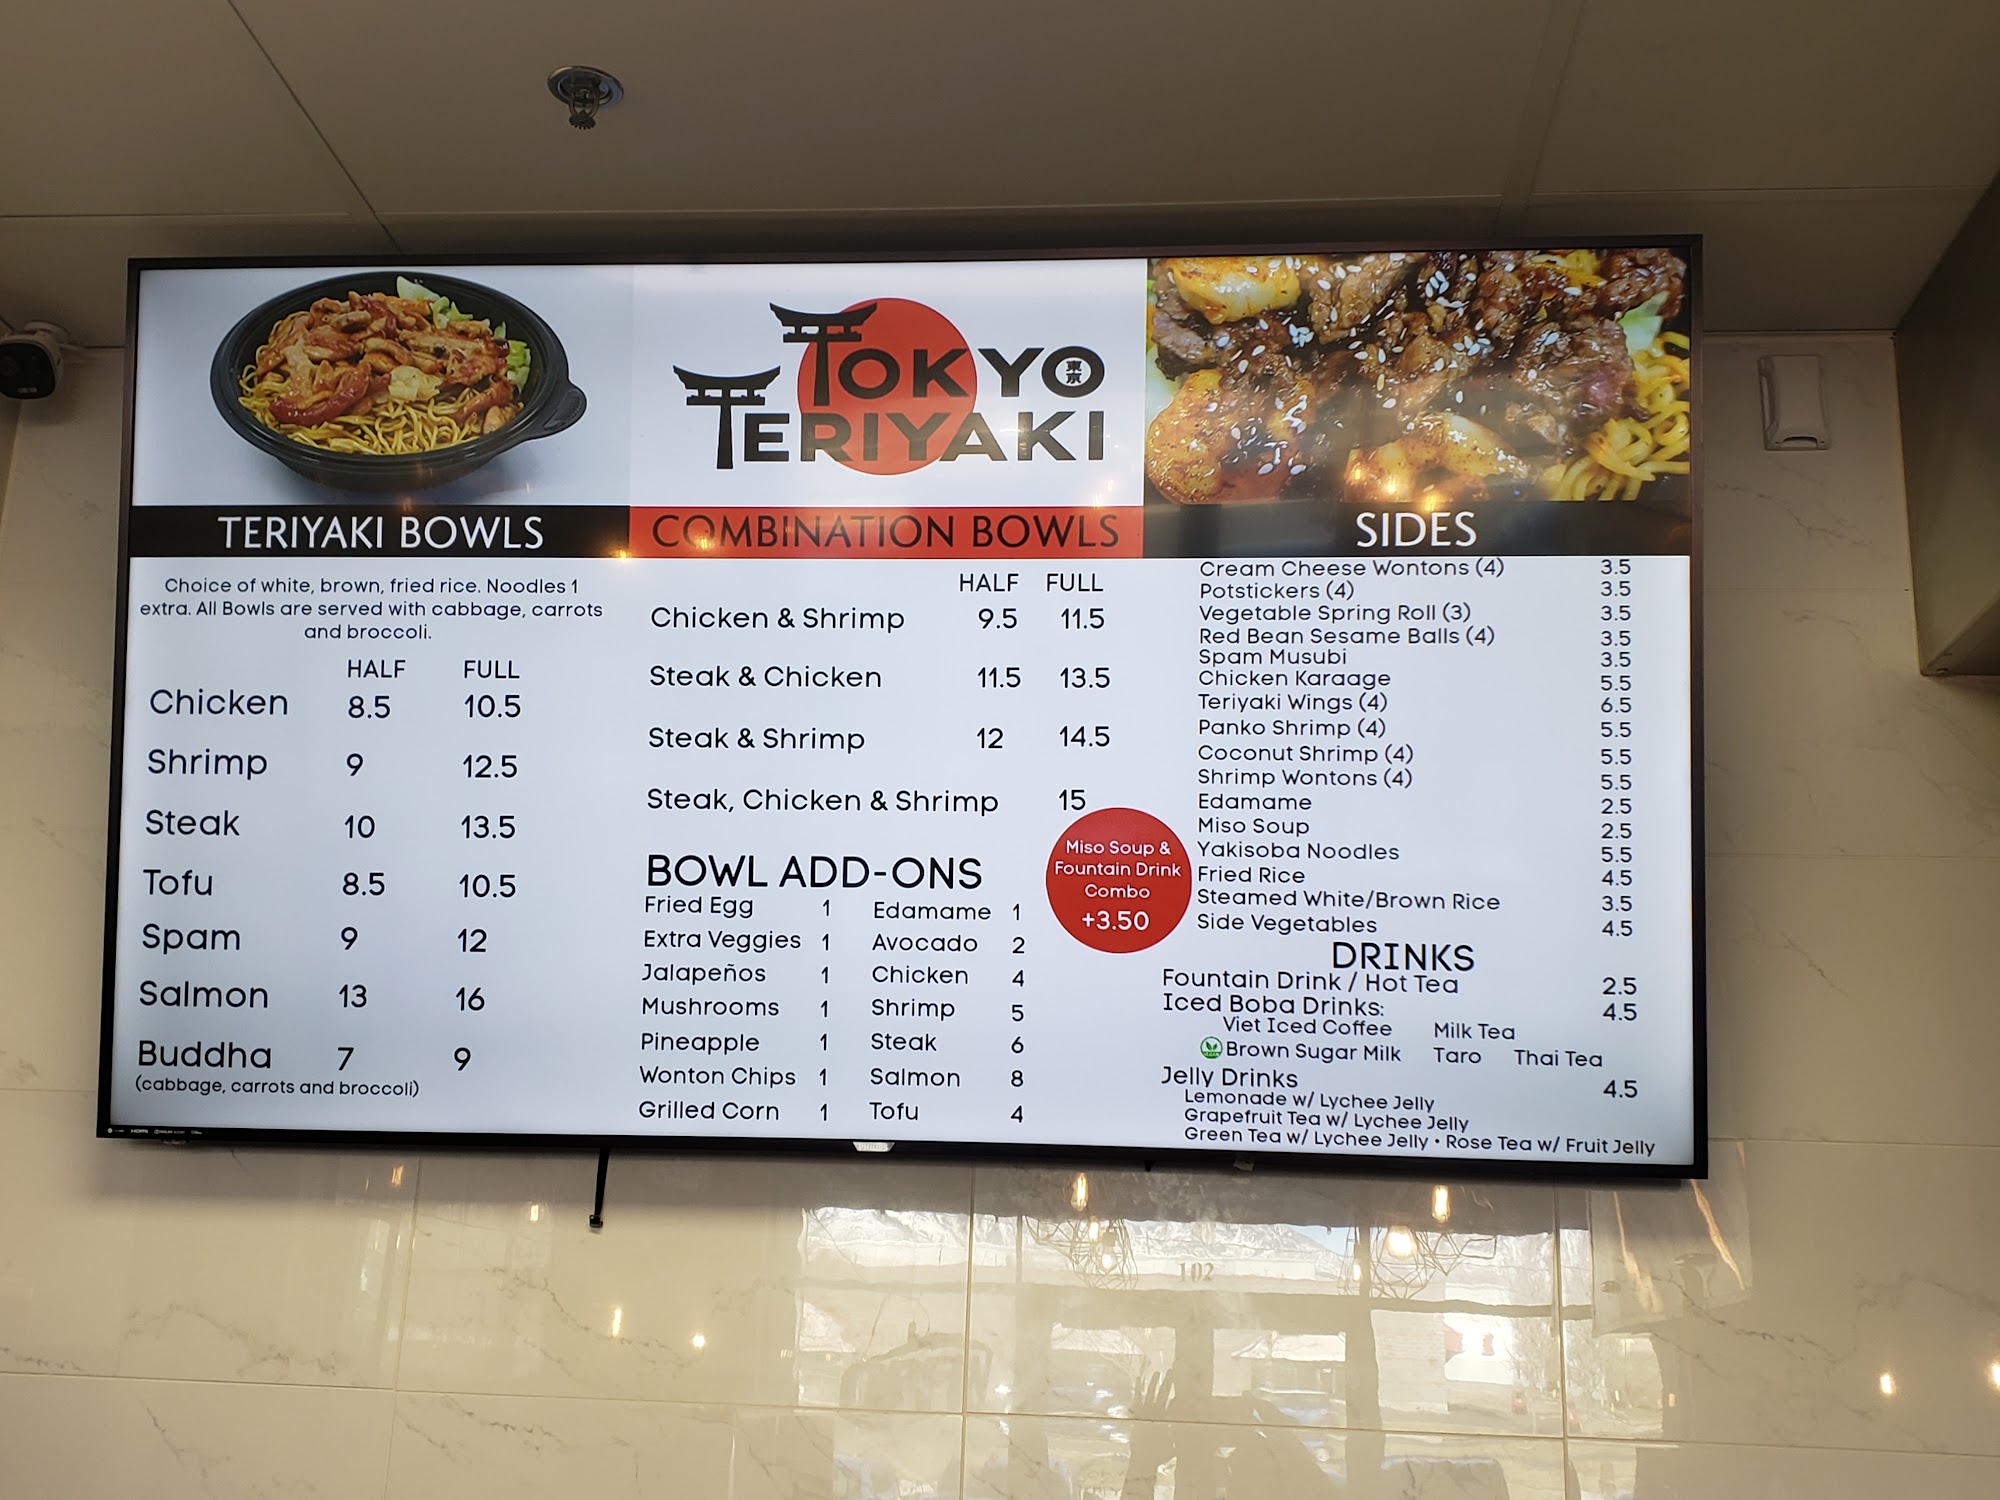 TOKYO
東京
TERIYAKI
TERIYAKI BOWLS
Choice of white, brown, fried rice. Noodles 1
extra. All Bowls are served with cabbage, carrots
and broccoli.
HALF FULL
Chicken 8.5 10.5
Shrimp 9 12.5
Steak 10 13.5
Tofu 8.5 10.5
Spam 9 12
Salmon 13 16
Buddha 7 9
(cabbage, carrots and broccoli)
COMBINATION BOWLS
HALF FULL
Chicken & Shrimp 9.5 11.5
Steak & Chicken 11.5 13.5
Steak & Shrimp 12 14.5
Steak, Chicken & Shrimp 15
BOWL ADD-ONS
Fried Egg 1 Edamame 1
Extra Veggies 1 Avocado 2
Jalapeños 1 Chicken 4
Mushrooms 1 Shrimp 5
Pineapple 1 Steak 6
Wonton Chips 1 Salmon 8
Grilled Corn 1 Tofu 4
Miso Soup &
Fountain Drink
Combo
+3.50
SIDES
Cream Cheese Wontons (4) 3.5
Potstickers (4) 3.5
Vegetable Spring Roll (3) 3.5
Red Bean Sesame Balls (4) 3.5
Spam Musubi 3.5
Chicken Karaage 5.5
Teriyaki Wings (4) 6.5
Panko Shrimp (4) 5.5
Coconut Shrimp (4) 5.5
Shrimp Wontons (4) 5.5
Edamame 2.5
Miso Soup 2.5
Yakisoba Noodles 5.5
Fried Rice 4.5
Steamed White/Brown Rice 3.5
Side Vegetables 4.5
DRINKS
Fountain Drink / Hot Tea 2.5
Iced Boba Drinks: 4.5
Viet Iced Coffee Milk Tea
Brown Sugar Milk Taro Thai Tea
Jelly Drinks 4.5
Lemonade w/ Lychee Jelly
Grapefruit Tea w/ Lychee Jelly
Green Tea w/ Lychee Jelly • Rose Tea w/ Fruit Jelly
HDMI
102